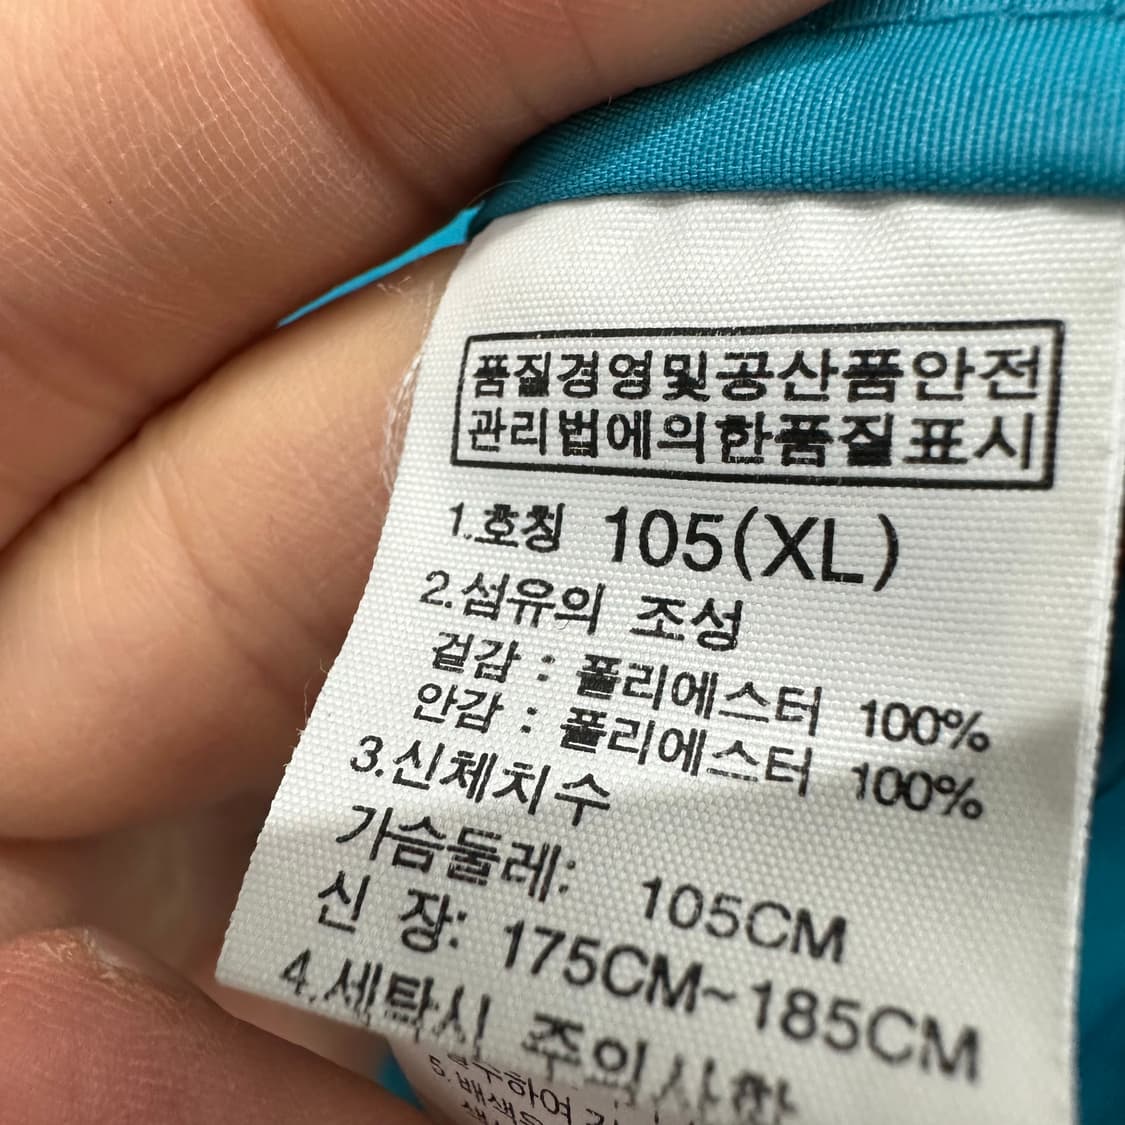 품질경영및공산품안전
관리법에의한품질표시
1.호칭 105(XL)
2.섬유의 조성
겉감 : 폴리에스터 100%
안감 : 폴리에스터 100%
3.신체치수
가슴둘레: 105CM
신 장: 175CM~185CM
4.세탁시 주의사항
5.배색